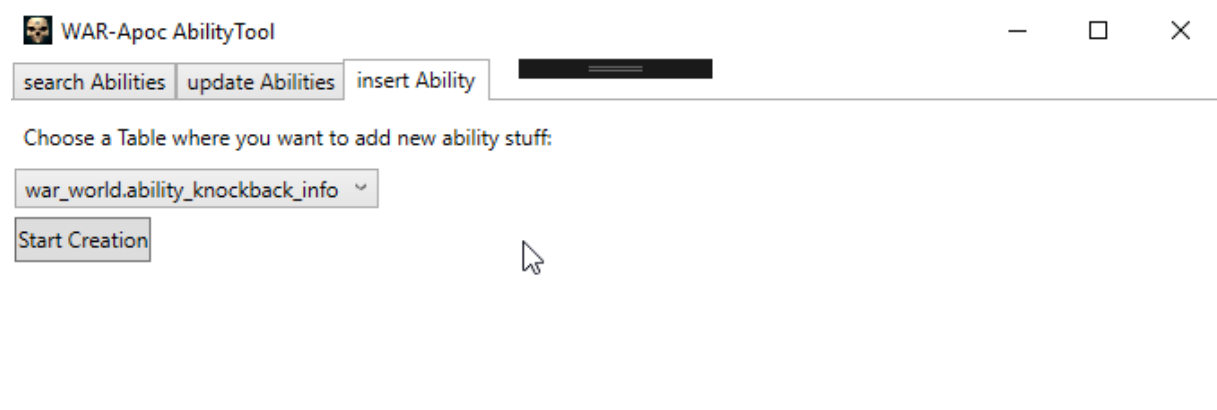 WAR-Apoc AbilityTool
search Abilities update Abilities insert Ability
Choose a Table where you want to add new ability stuff:
war_world.ability_knockback_info
Start Creation